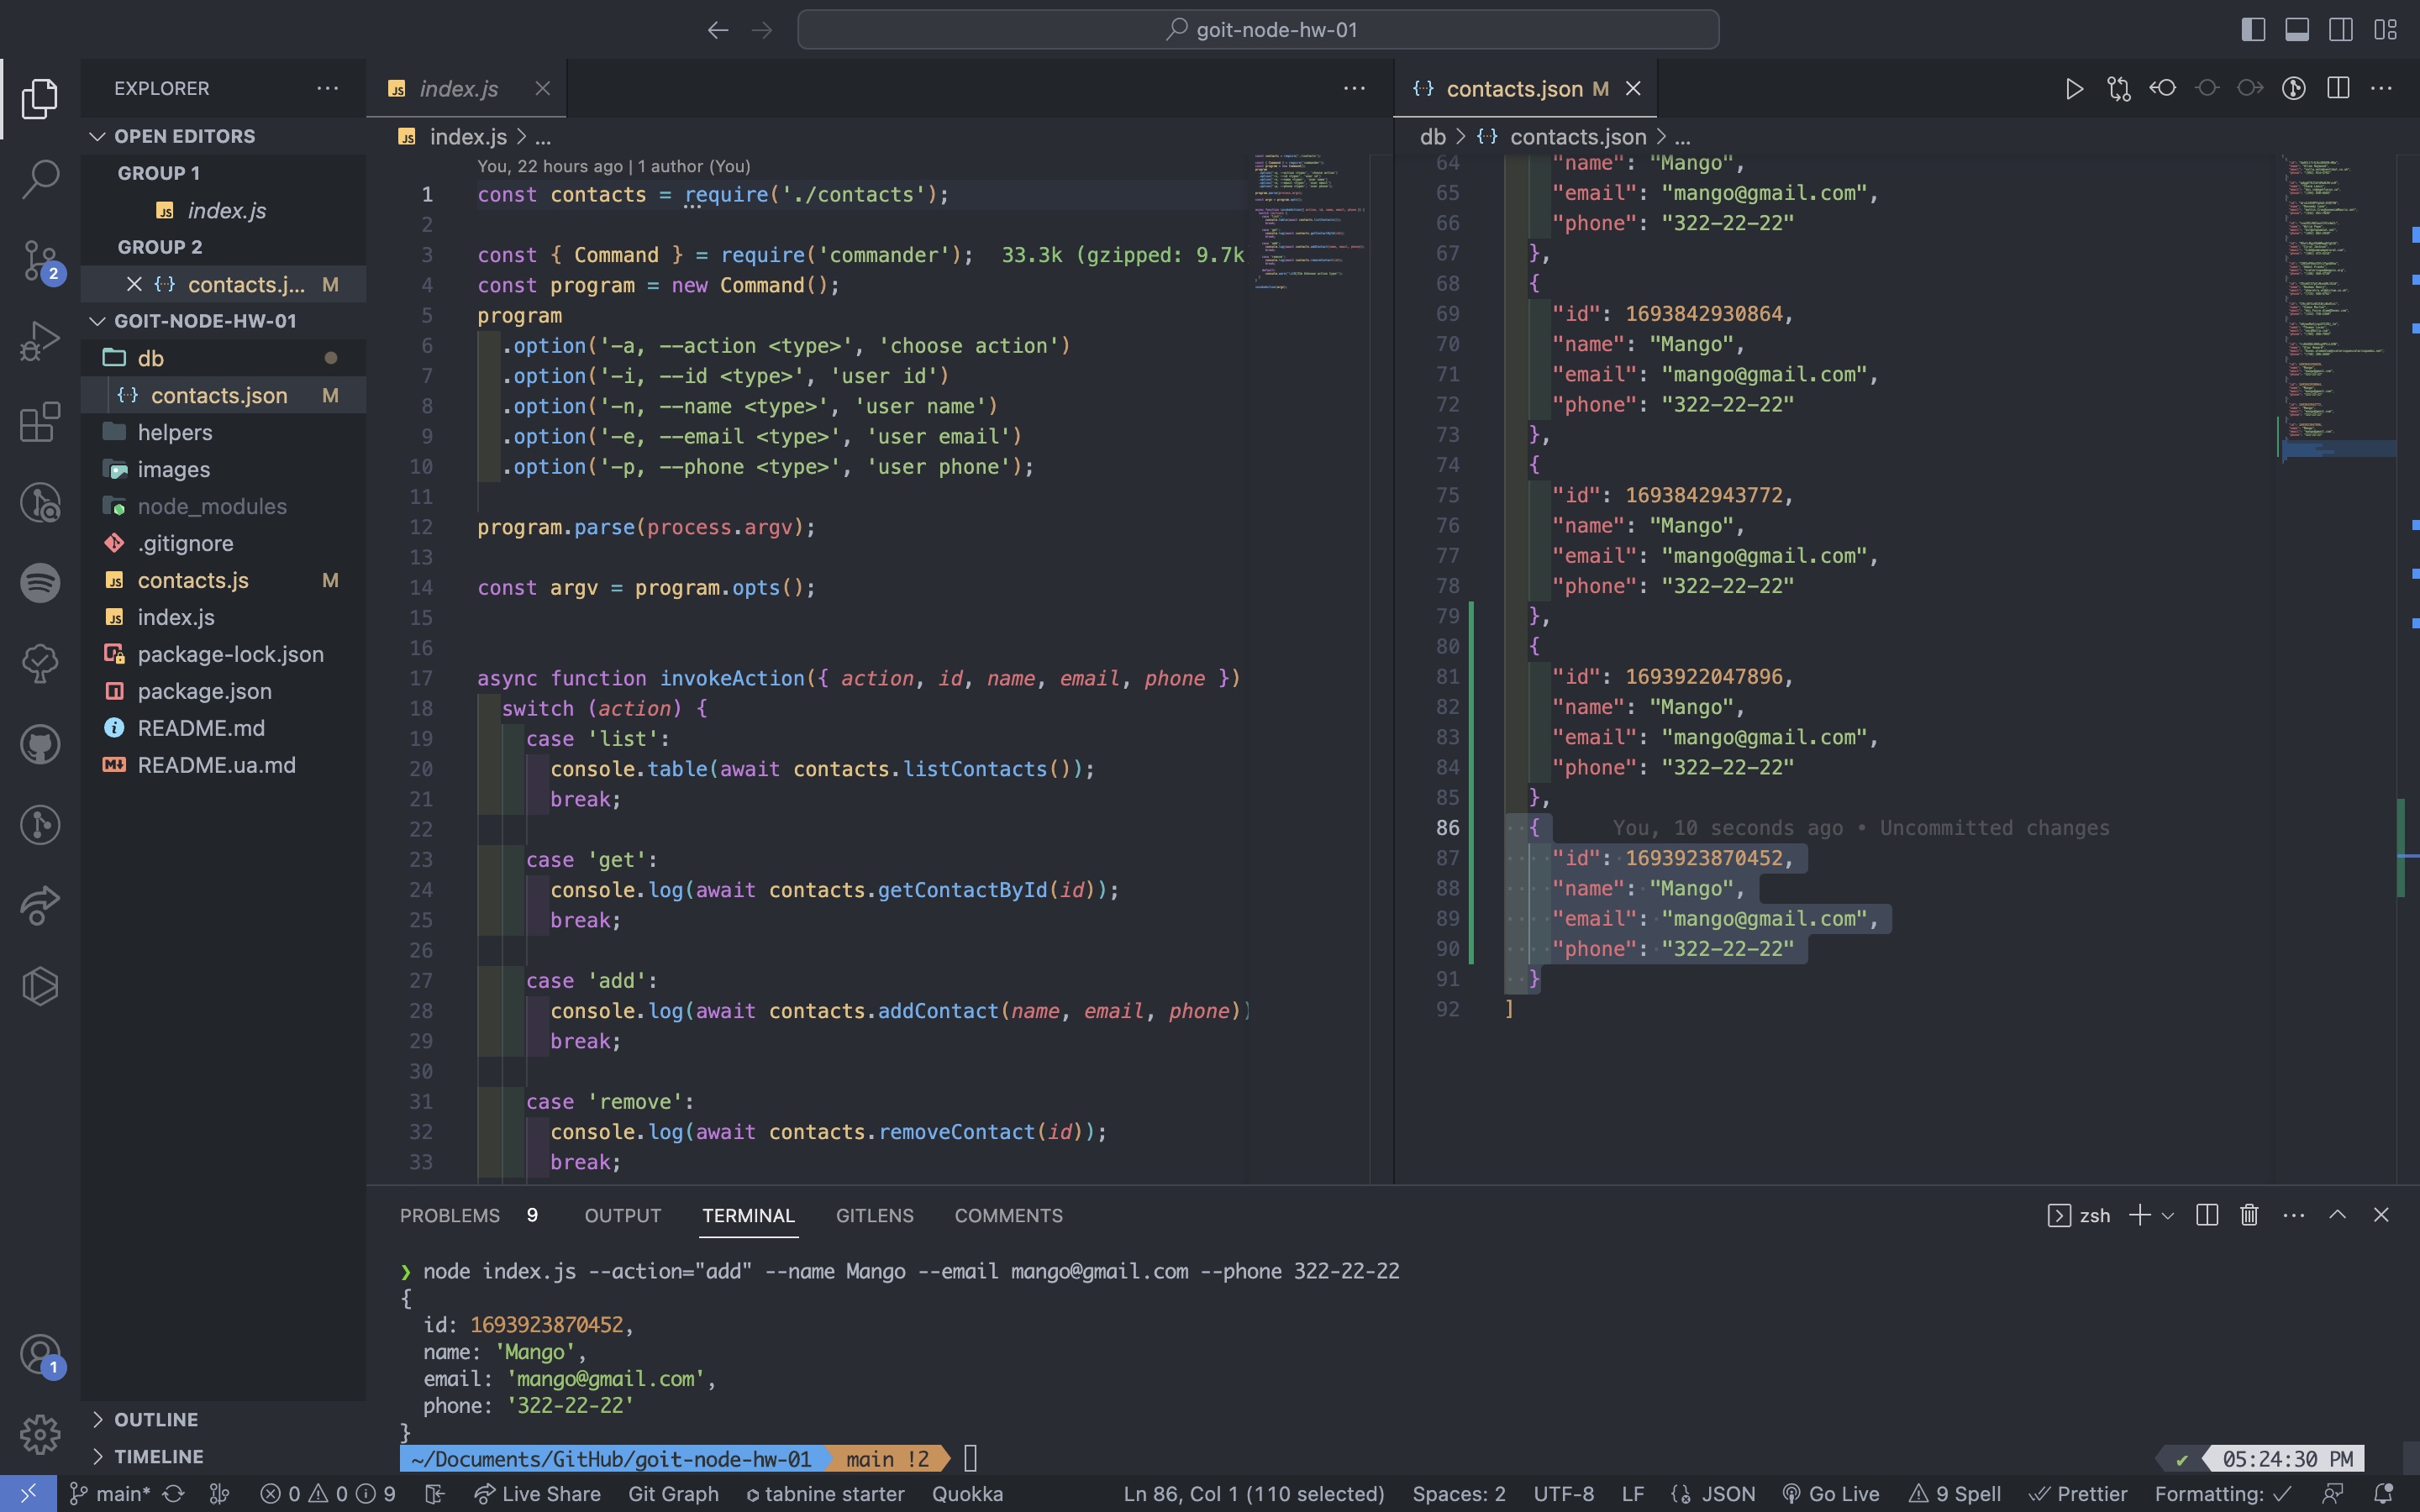 goit-node-hw-01
EXPLORER
OPEN EDITORS
GROUP 1
index.js
GROUP 2
contacts.j... M
GOIT-NODE-HW-01
db
contacts.json M
helpers
images
node_modules
.gitignore
contacts.js M
index.js
package-lock.json
package.json
README.md
README.ua.md
OUTLINE
TIMELINE
2
1
index.js
index.js > ...
You, 22 hours ago | 1 author (You)
1 const contacts = require('./contacts');
2
3 const { Command } = require('commander'); 33.3k (gzipped: 9.7k
4 const program = new Command();
5 program
6 .option('-a, --action <type>', 'choose action')
7 .option('-i, --id <type>', 'user id')
8 .option('-n, --name <type>', 'user name')
9 .option('-e, --email <type>', 'user email')
10 .option('-p, --phone <type>', 'user phone');
11
12 program.parse(process.argv);
13
14 const argv = program.opts();
15
16
17 async function invokeAction({ action, id, name, email, phone })
18 switch (action) {
19 case 'list':
20 console.table(await contacts.listContacts());
21 break;
22
23 case 'get':
24 console.log(await contacts.getContactById(id));
25 break;
26
27 case 'add':
28 console.log(await contacts.addContact(name, email, phone))
29 break;
30
31 case 'remove':
32 console.log(await contacts.removeContact(id));
33 break;
contacts.json M
db > contacts.json > ...
64 "name": "Mango",
65 "email": "mango@gmail.com",
66 "phone": "322-22-22"
67 },
68 {
69 "id": 1693842930864,
70 "name": "Mango",
71 "email": "mango@gmail.com",
72 "phone": "322-22-22"
73 },
74 {
75 "id": 1693842943772,
76 "name": "Mango",
77 "email": "mango@gmail.com",
78 "phone": "322-22-22"
79 },
80 {
81 "id": 1693922047896,
82 "name": "Mango",
83 "email": "mango@gmail.com",
84 "phone": "322-22-22"
85 },
86 { You, 10 seconds ago • Uncommitted changes
87 "id": 1693923870452,
88 "name": "Mango",
89 "email": "mango@gmail.com",
90 "phone": "322-22-22"
91 }
92 ]
PROBLEMS 9 OUTPUT TERMINAL GITLENS COMMENTS
zsh
❯ node index.js --action="add" --name Mango --email mango@gmail.com --phone 322-22-22
{
id: 1693923870452,
name: 'Mango',
email: 'mango@gmail.com',
phone: '322-22-22'
}
~/Documents/GitHub/goit-node-hw-01 main !2
✔ 05:24:30 PM
main* 0 0 9 Live Share Git Graph tabnine starter Quokka Ln 86, Col 1 (110 selected) Spaces: 2 UTF-8 LF JSON Go Live 9 Spell Prettier Formatting: ✓